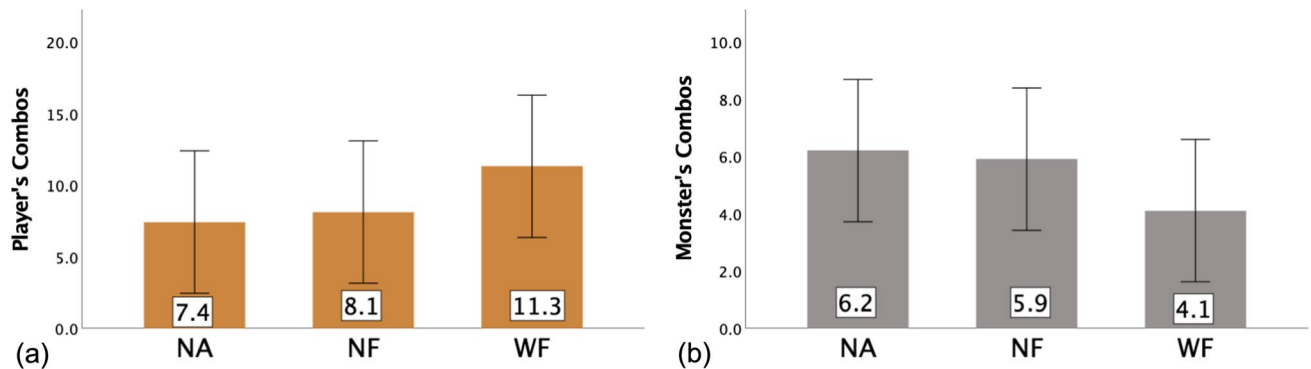 Player's Combos
20.0
15.0
10.0
5.0
0.0
7.4
8.1
11.3
NA
NF
WF
(a)
Monster's Combos
10.0
8.0
6.0
4.0
2.0
0.0
6.2
5.9
4.1
NA
NF
WF
(b)